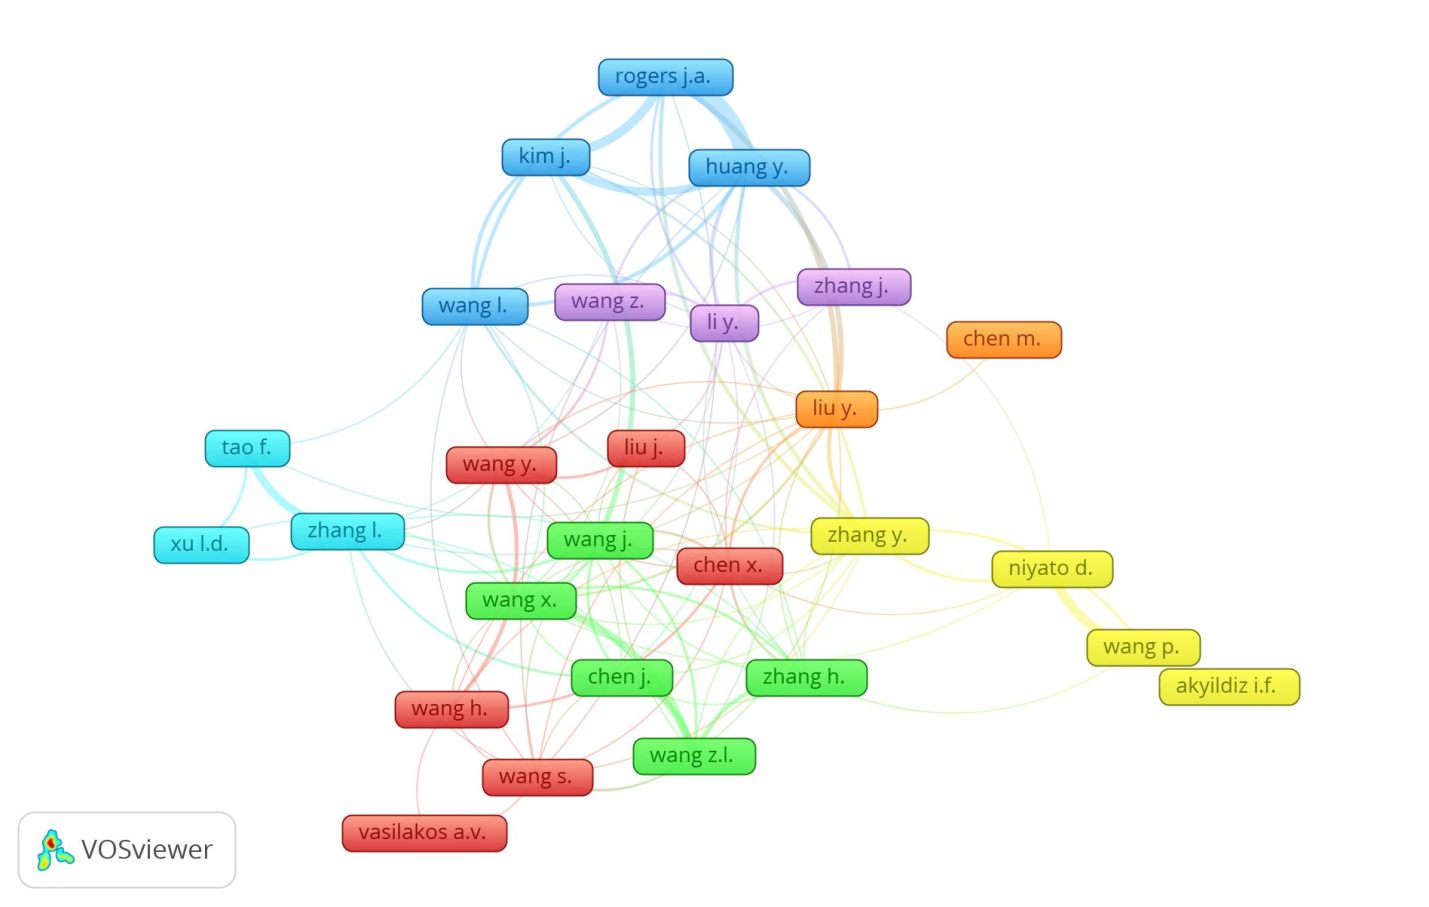 rogers j.a.
kim j.
huang y.
zhang j.
wang l.
wang z.
li y.
chen m.
liu y.
tao f.
wang y.
liu j.
xu l.d.
zhang l.
wang j.
chen x.
zhang y.
niyato d.
wang x.
wang p.
chen j.
zhang h.
akyildiz i.f.
wang h.
wang z.l.
wang s.
vasilakos a.v.
VOSviewer